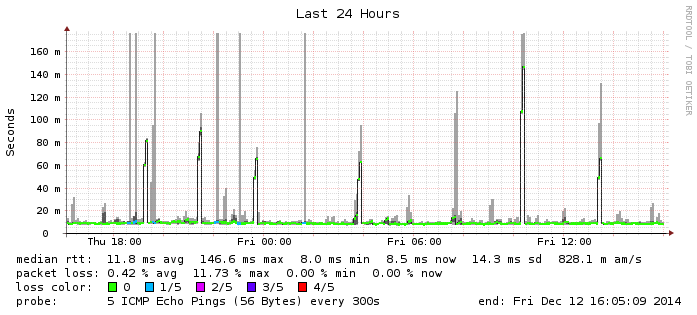 Last 24 Hours
RRDTOOL / TOBI OETIKER
Seconds
160 m
140 m
120 m
100 m
80 m
60 m
40 m
20 m
0
Thu 18:00 Fri 00:00 Fri 06:00 Fri 12:00
median rtt: 11.8 ms avg 146.6 ms max 8.0 ms min 8.5 ms now 14.3 ms sd 828.1 m am/s
packet loss: 0.42 % avg 11.73 % max 0.00 % min 0.00 % now
loss color: 0 1/5 2/5 3/5 4/5
probe: 5 ICMP Echo Pings (56 Bytes) every 300s end: Fri Dec 12 16:05:09 2014